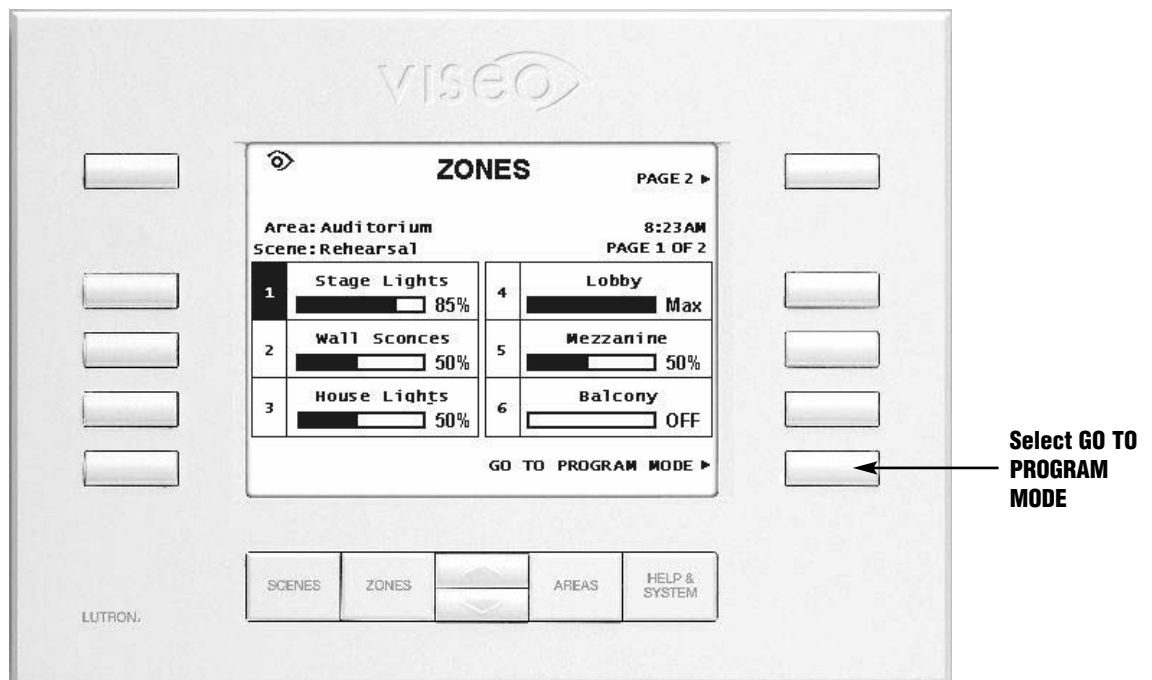 VISEO
ZONES
PAGE 2 ▶
Area: Auditorium
8:23AM
Scene: Rehearsal
PAGE 1 OF 2
1
Stage Lights
85%
2
Wall Sconces
50%
3
House Lights
50%
4
Lobby
Max
5
Mezzanine
50%
6
Balcony
OFF
GO TO PROGRAM MODE ▶
Select GO TO
PROGRAM
MODE
SCENES
ZONES
AREAS
HELP &
SYSTEM
LUTRON.